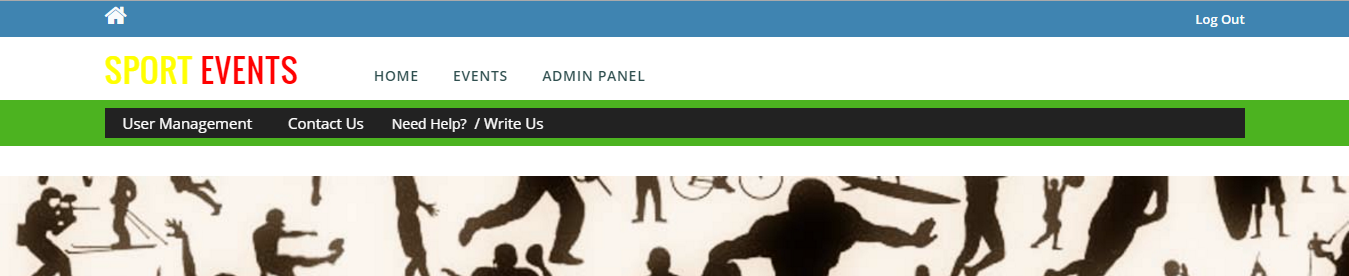 Log Out
SPORT EVENTS HOME EVENTS ADMIN PANEL
User Management Contact Us Need Help? / Write Us